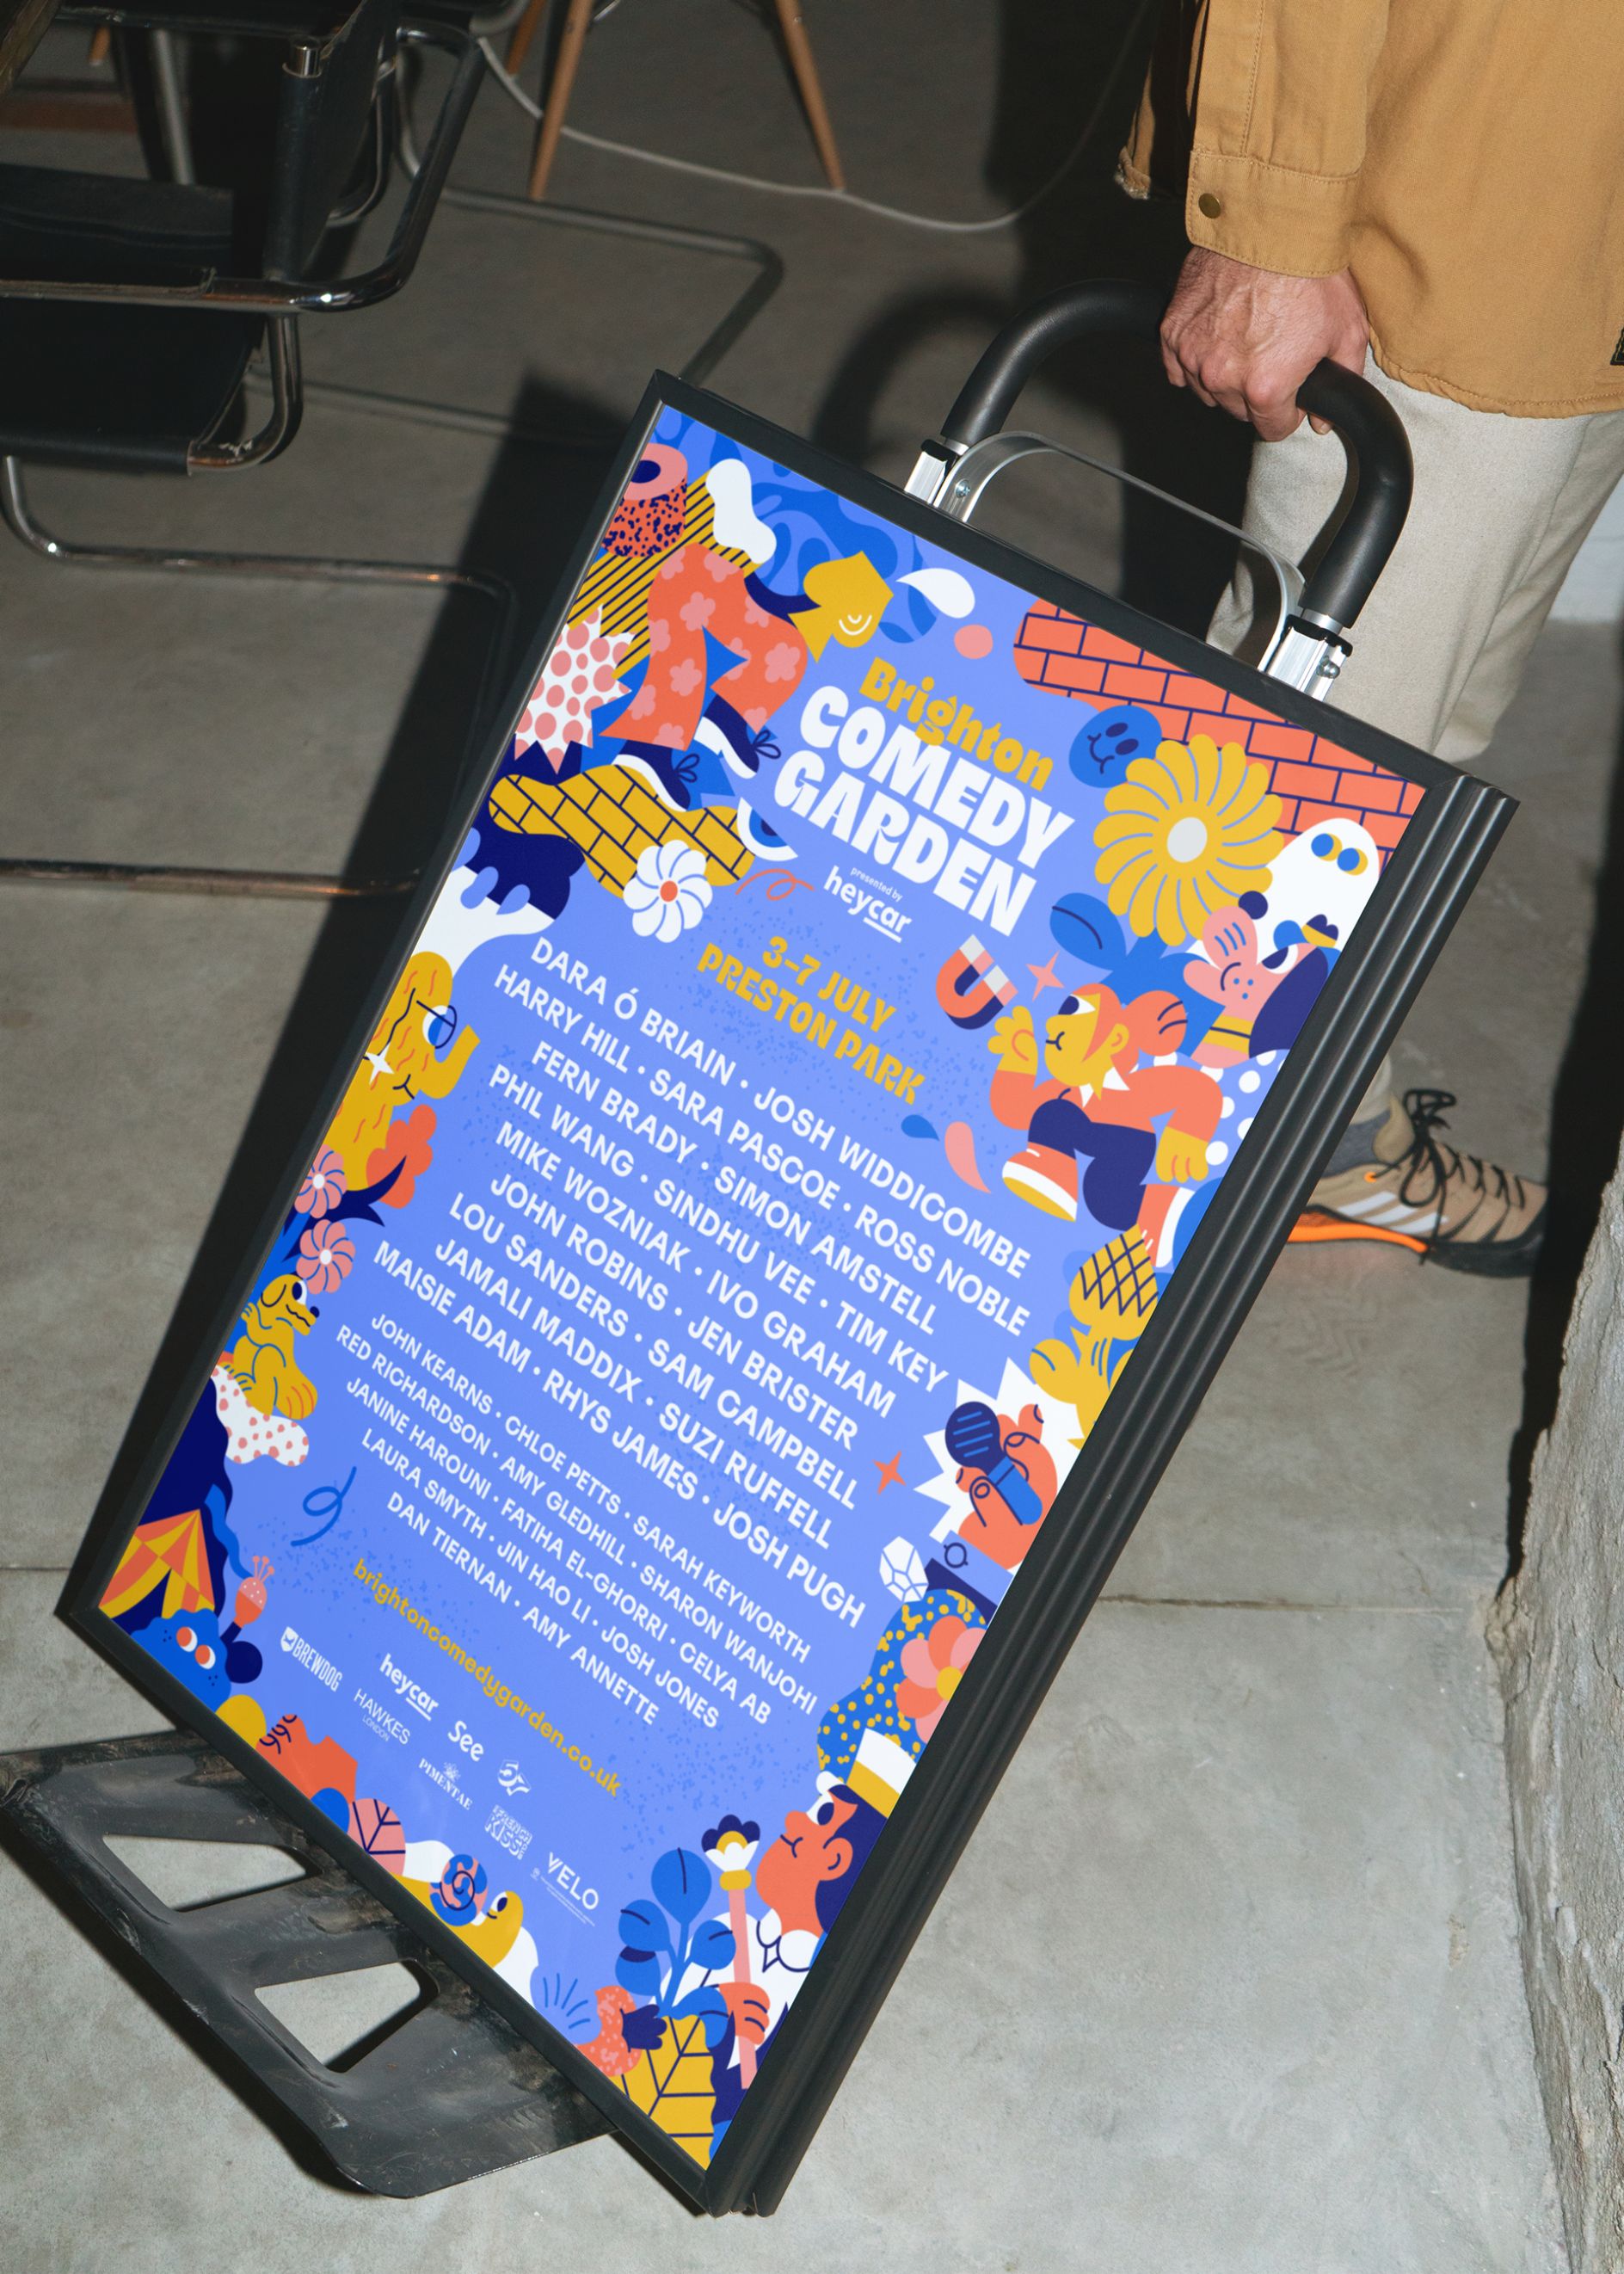 Brighton
COMEDY
GARDEN
presented by
heycar
3–7 JULY
PRESTON PARK
DARA Ó BRIAIN • JOSH WIDDICOMBE
HARRY HILL • SARA PASCOE • ROSS NOBLE
FERN BRADY • SIMON AMSTELL
PHIL WANG • SINDHU VEE • TIM KEY
MIKE WOZNIAK • IVO GRAHAM
JOHN ROBINS • JEN BRISTER
LOU SANDERS • SAM CAMPBELL
JAMALI MADDIX • SUZI RUFFELL
MAISIE ADAM • RHYS JAMES • JOSH PUGH
JOHN KEARNS • CHLOE PETTS • SARAH KEYWORTH
RED RICHARDSON • AMY GLEDHILL • SHARON WANJOHI
JANINE HAROUNI • FATIHA EL-GHORRI • CELYA AB
LAURA SMYTH • JIN HAO LI • JOSH JONES
DAN TIERNAN • AMY ANNETTE
brightoncomedygarden.co.uk
BREWDOG
heycar
See
HAWKES
LONDON
PIMENTAE
FRENCH
KISS
VELO